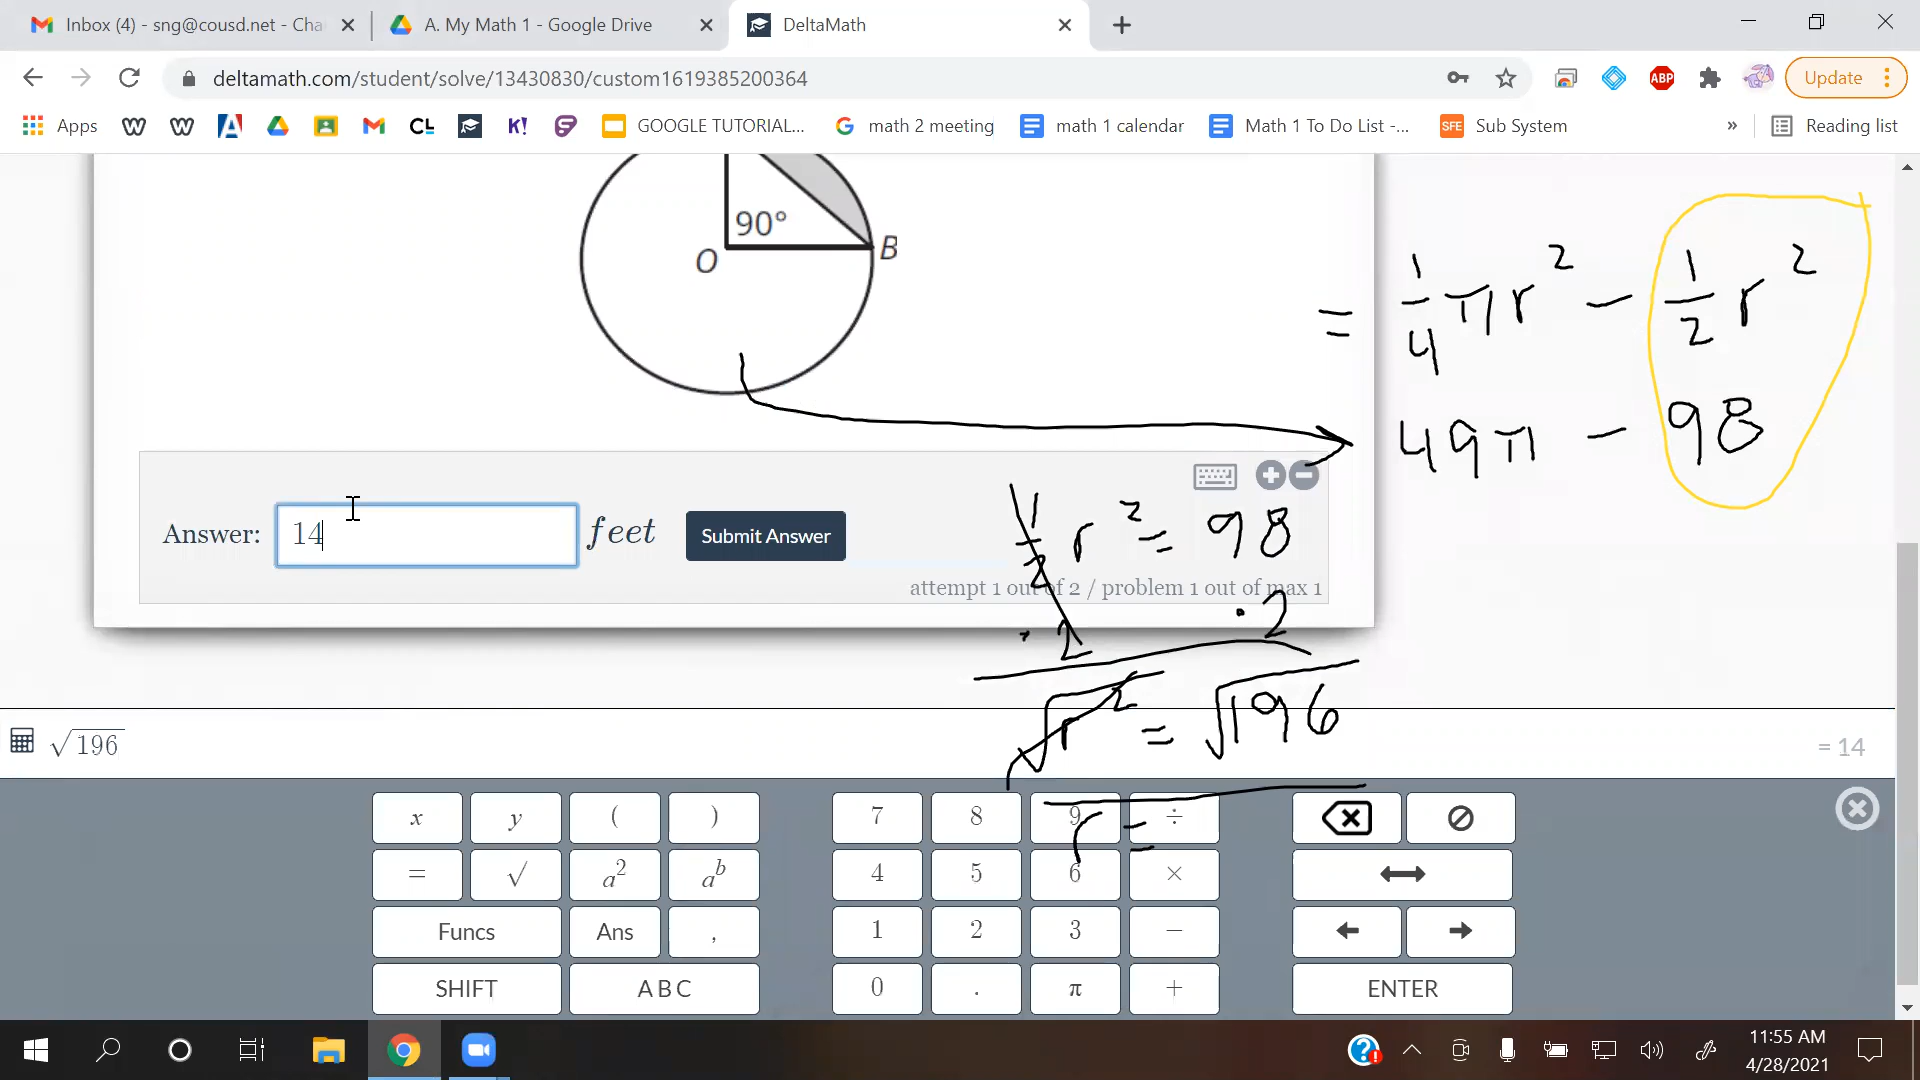 Inbox (4) - sng@cousd.net - Cha
A. My Math 1 - Google Drive
DeltaMath
deltamath.com/student/solve/13430830/custom1619385200364
ABP
Update
Apps
CL
K!
GOOGLE TUTORIAL...
math 2 meeting
math 1 calendar
Math 1 To Do List -...
SFE
Sub System
»
Reading list
90°
O
B
= 1/4 πr² − 1/2 r²
49π − 98
Answer:
14
feet
Submit Answer
attempt 1 out of 2 / problem 1 out of max 1
1/2 r² = 98
· 2 · 2
√r² = √196
r =
√196
= 14
x y ( ) 7 8 9 ÷
= √ a² aᵇ 4 5 6 ×
Funcs Ans , 1 2 3 −
SHIFT A B C 0 . π + ENTER
11:55 AM
4/28/2021